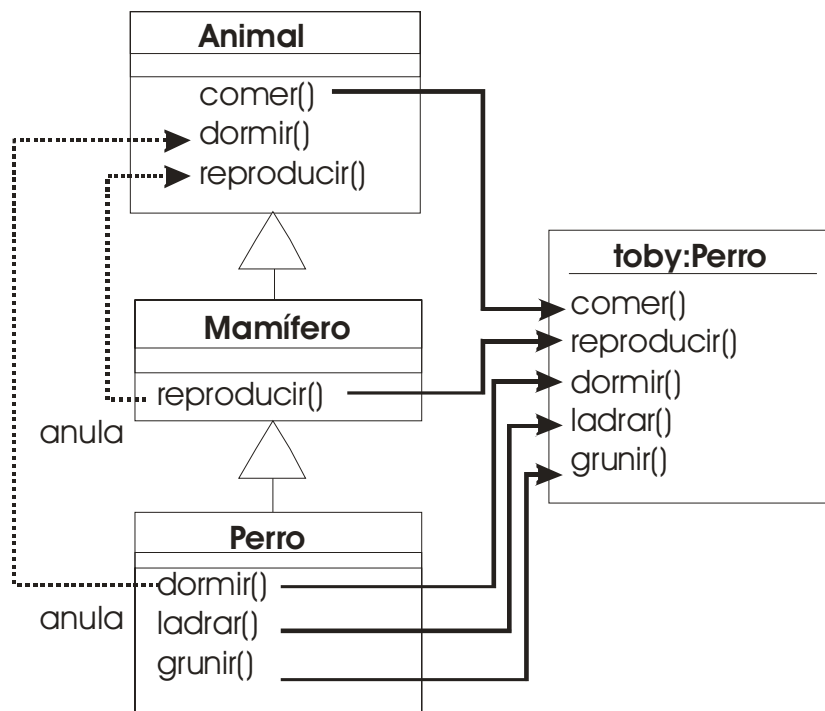 Animal
comer()
dormir()
reproducir()
toby:Perro
comer()
reproducir()
dormir()
ladrar()
grunir()
Mamífero
reproducir()
anula
Perro
dormir()
ladrar()
grunir()
anula